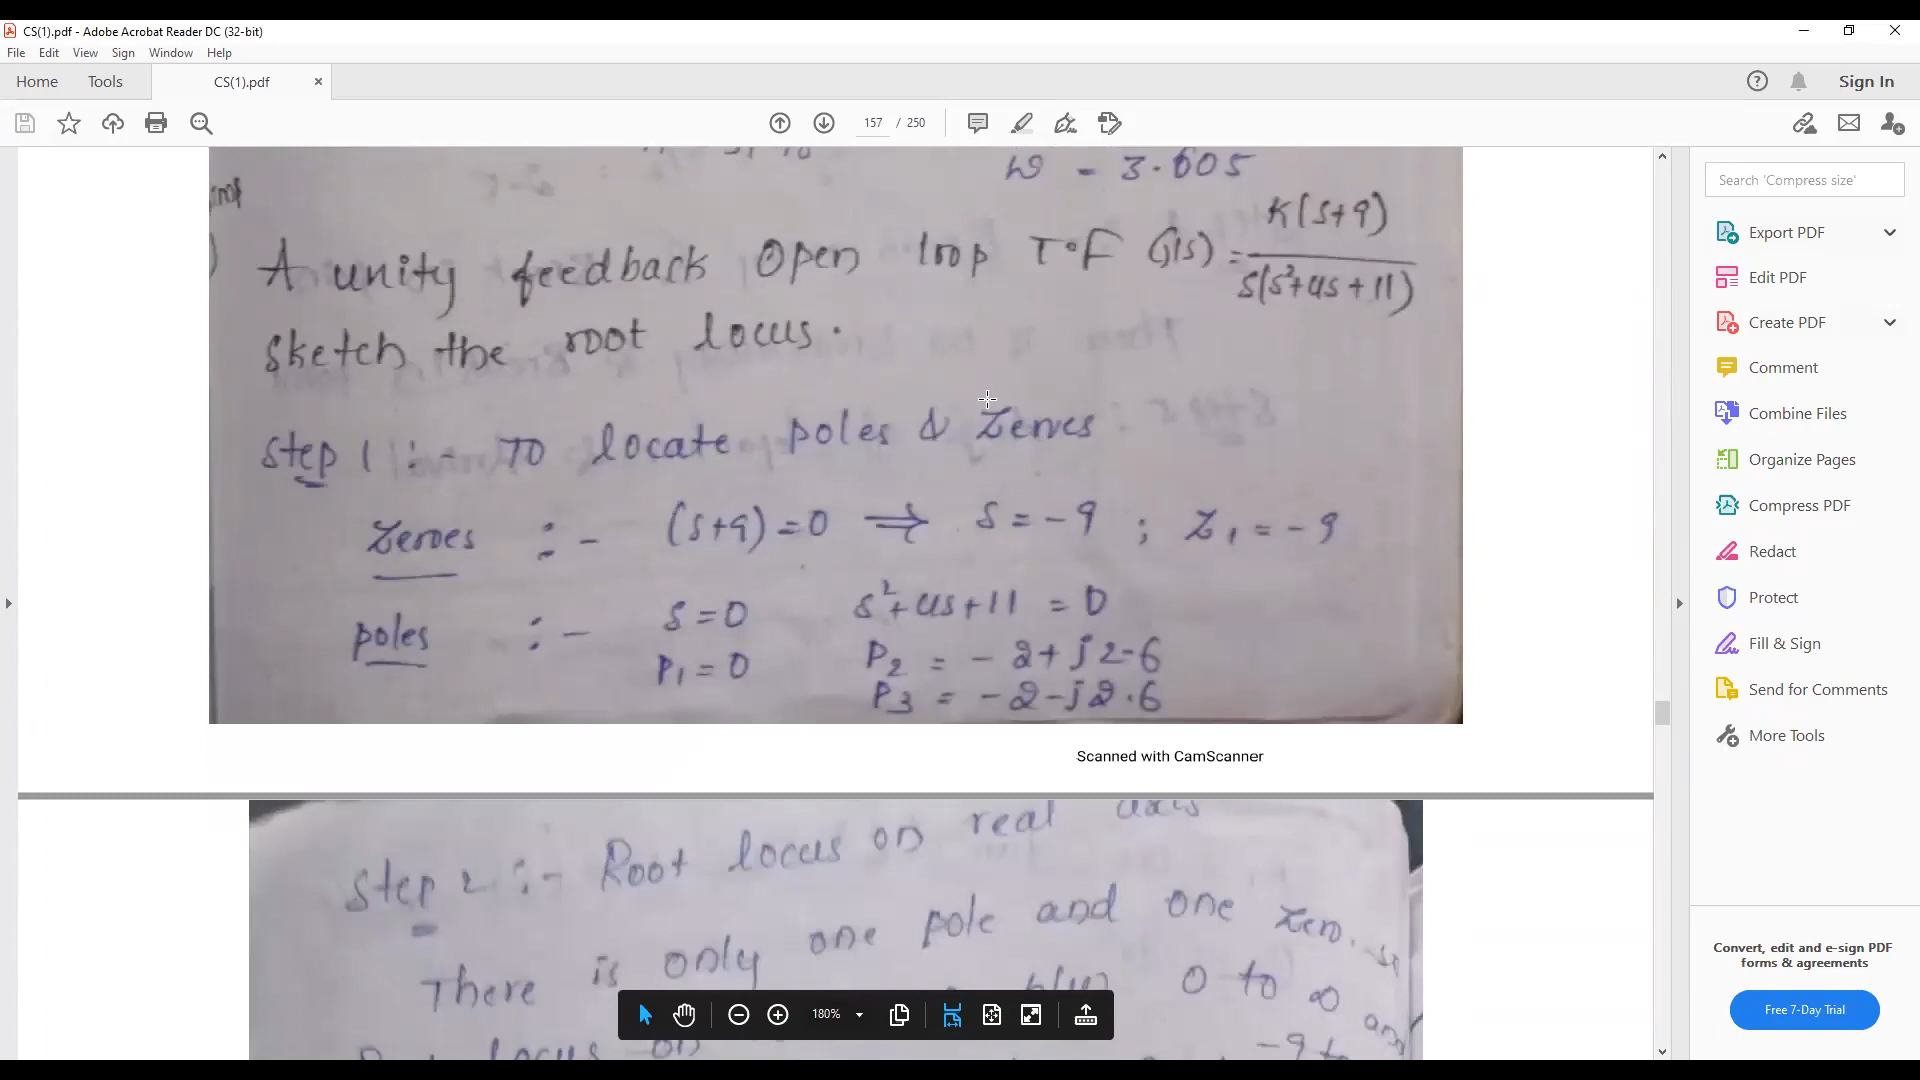 CS(1).pdf - Adobe Acrobat Reader DC (32-bit)
File Edit View Sign Window Help
Home Tools CS(1).pdf × Sign In
157 / 250
Search 'Compress size'
Export PDF
Edit PDF
Create PDF
Comment
Combine Files
Organize Pages
Compress PDF
Redact
Protect
Fill & Sign
Send for Comments
More Tools
Convert, edit and e-sign PDF
forms & agreements
Free 7-Day Trial
= 3.605
A unity feedback Open loop T.F G(s) = K(s+9)
s(s²+4s+11)
sketch the root locus.
step 1 :- To locate poles & Zeroes
Zeroes :- (s+9)=0 ⇒ s = -9 ; Z₁ = -9
poles :- s=0 s²+4s+11 = 0
P₁=0 P₂ = -2+j2.6
P₃ = -2-j2.6
Scanned with CamScanner
Step 2 :- Root locus on real axis
There is only one pole and one zero.
0 to ∞
Root locus on -9 to
180%